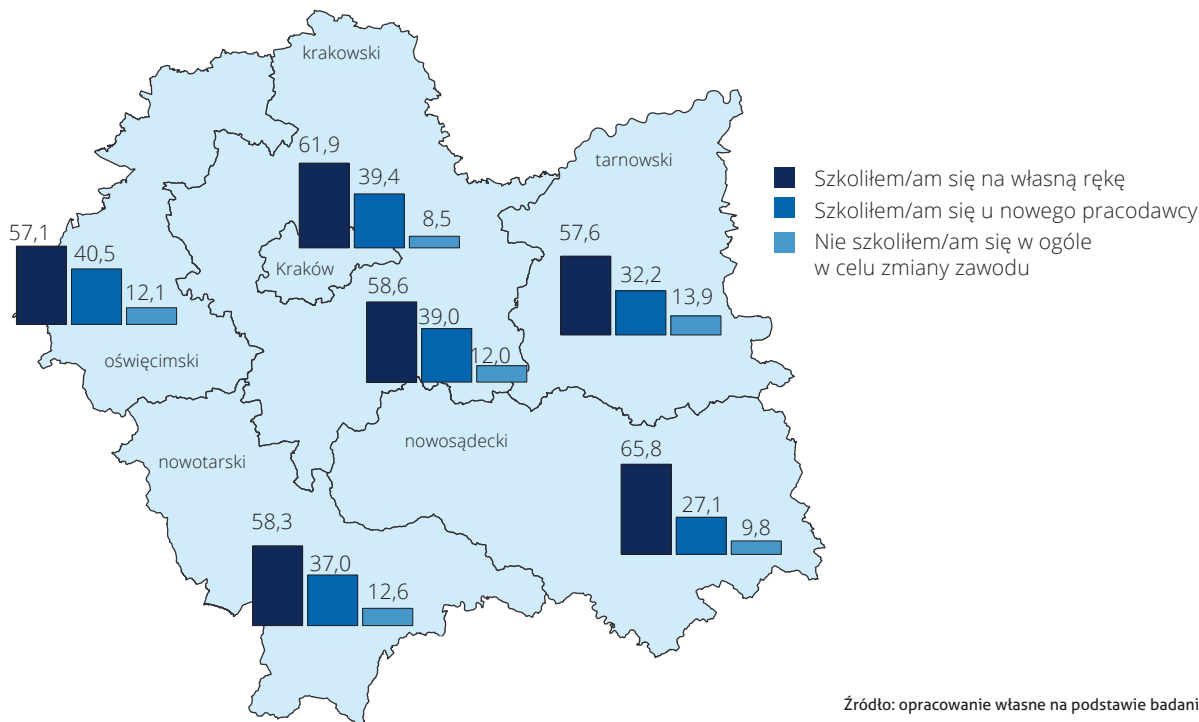 krakowski
61,9
39,4
8,5
tarnowski
Szkoliłem/am się na własną rękę
Szkoliłem/am się u nowego pracodawcy
Nie szkoliłem/am się w ogóle
w celu zmiany zawodu
57,1
40,5
12,1
Kraków
57,6
32,2
13,9
58,6
39,0
12,0
oświęcimski
nowosądecki
nowotarski
65,8
27,1
9,8
58,3
37,0
12,6
Źródło: opracowanie własne na podstawie badani